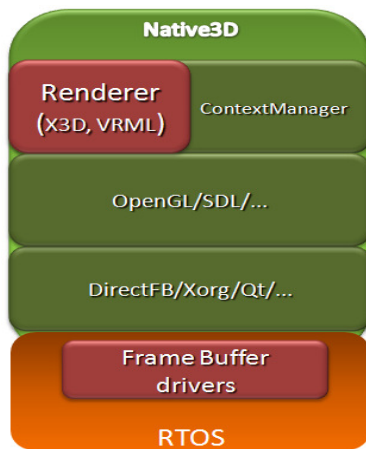 Native3D
Renderer
(X3D, VRML)
ContextManager
OpenGL/SDL/...
DirectFB/Xorg/Qt/...
Frame Buffer
drivers
RTOS